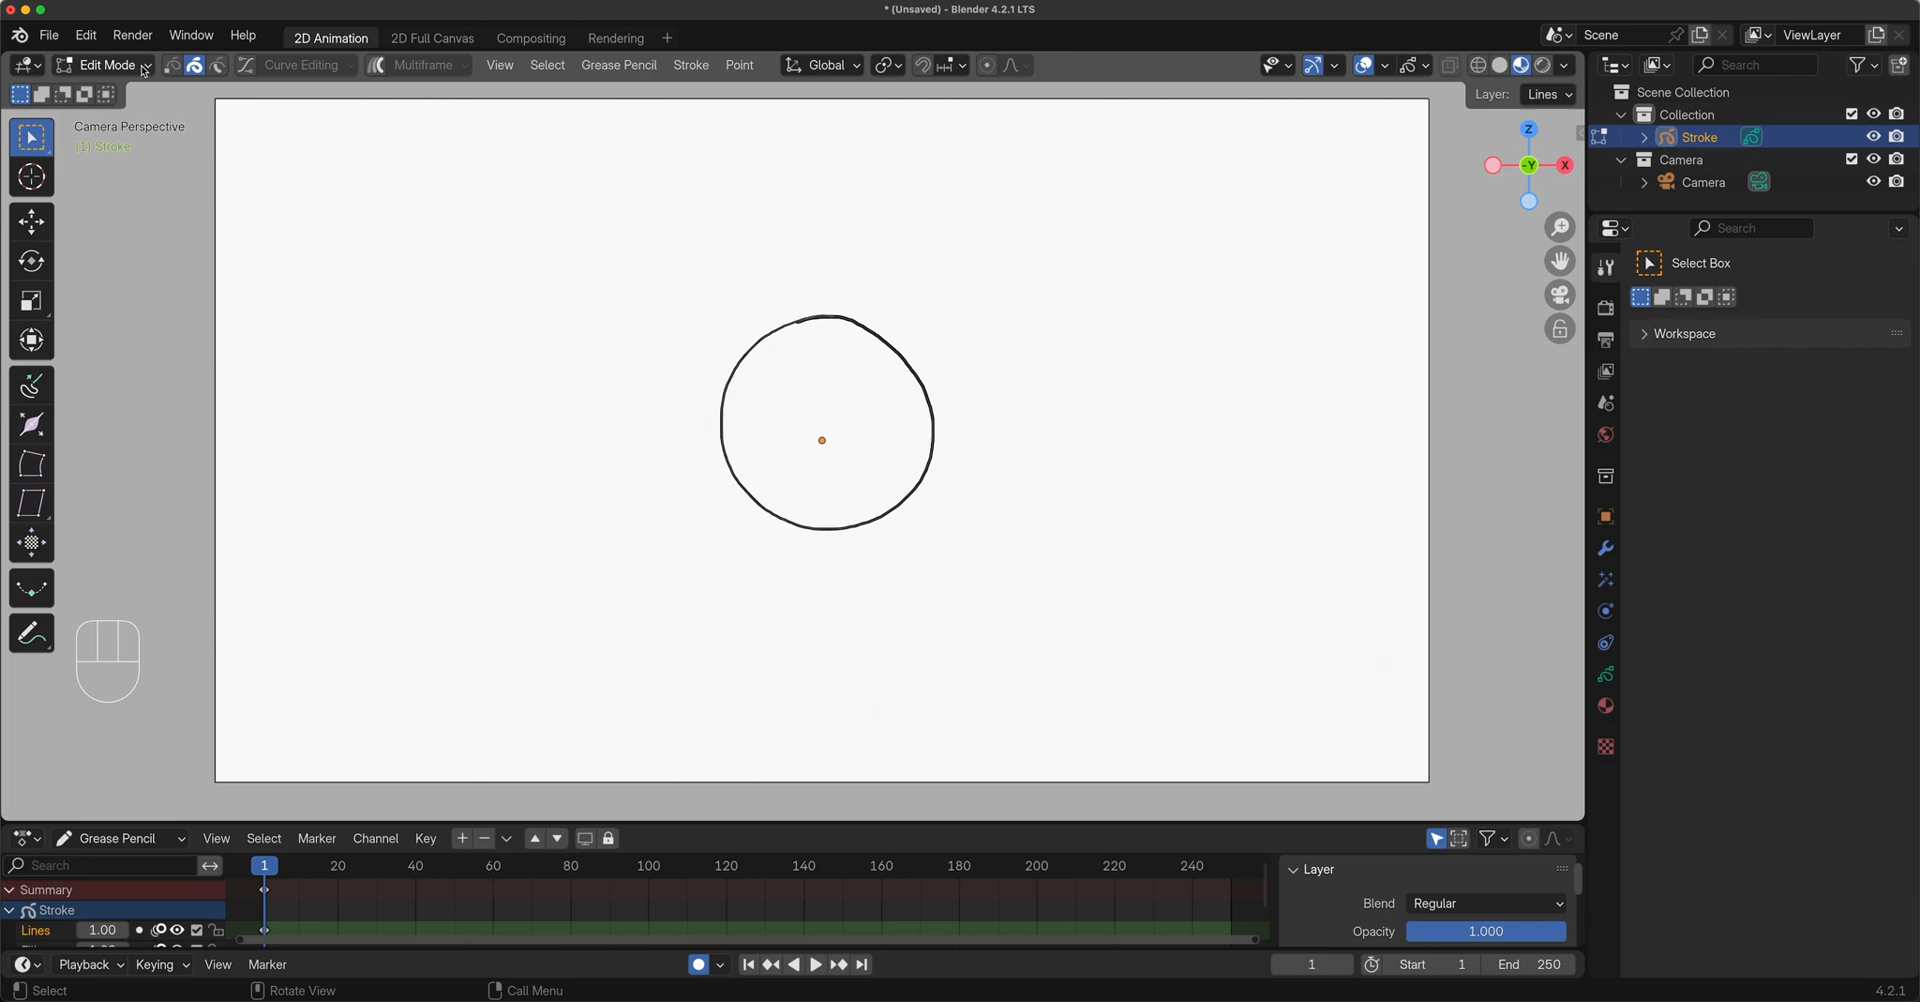 * (Unsaved) - Blender 4.2.1 LTS
File Edit Render Window Help 2D Animation 2D Full Canvas Compositing Rendering + Scene ViewLayer
Edit Mode Curve Editing Multiframe View Select Grease Pencil Stroke Point Global Search
Layer: Lines
Scene Collection
Collection
Stroke
Camera
Camera
Camera Perspective
(1) Stroke
Z
-Y
X
Search
Select Box
Workspace
Grease Pencil View Select Marker Channel Key
Search 1 20 40 60 80 100 120 140 160 180 200 220 240
Layer
Summary
Stroke
Blend Regular
Lines 1.00
Opacity 1.000
Playback Keying View Marker 1 Start 1 End 250
Select Rotate View Call Menu 4.2.1